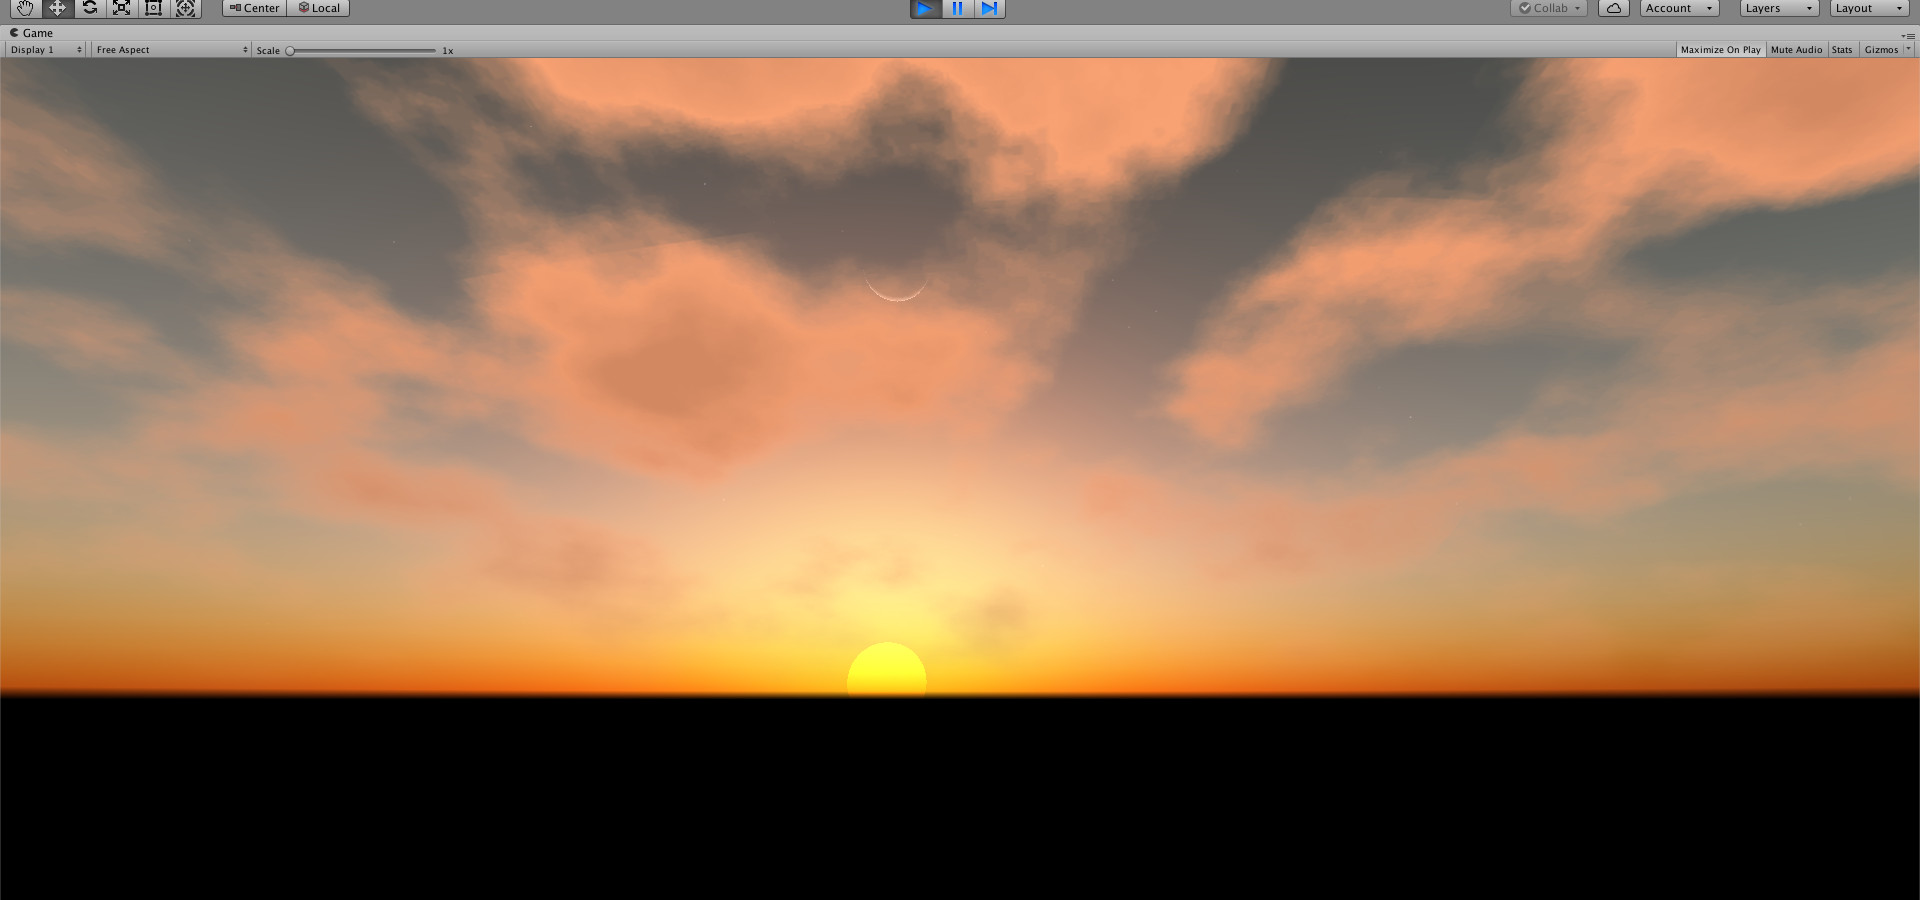 Center Local Collab Account Layers Layout
Game
Display 1 Free Aspect Scale 1x Maximize On Play Mute Audio Stats Gizmos